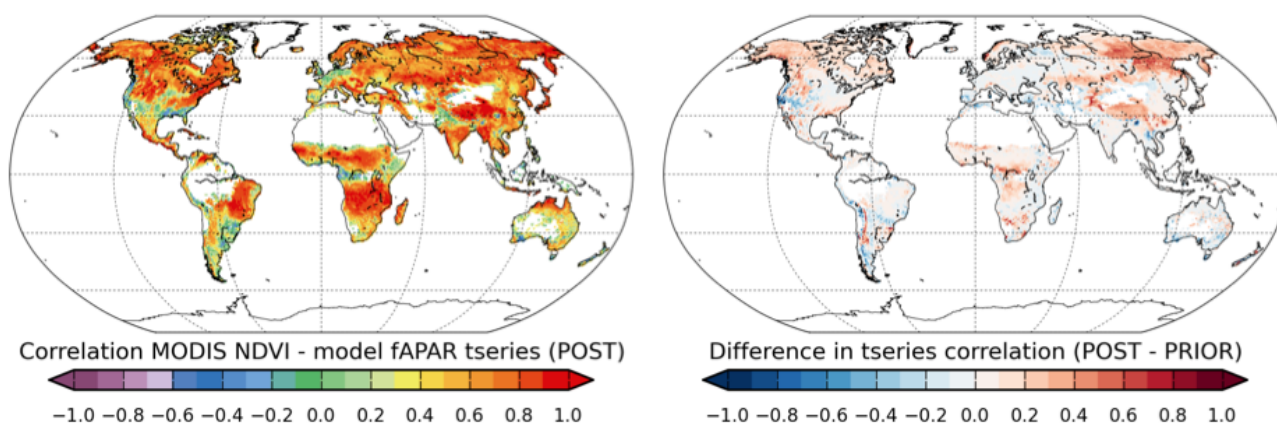 Correlation MODIS NDVI - model fAPAR tseries (POST)
−1.0 −0.8 −0.6 −0.4 −0.2 0.0 0.2 0.4 0.6 0.8 1.0
Difference in tseries correlation (POST - PRIOR)
−1.0 −0.8 −0.6 −0.4 −0.2 0.0 0.2 0.4 0.6 0.8 1.0